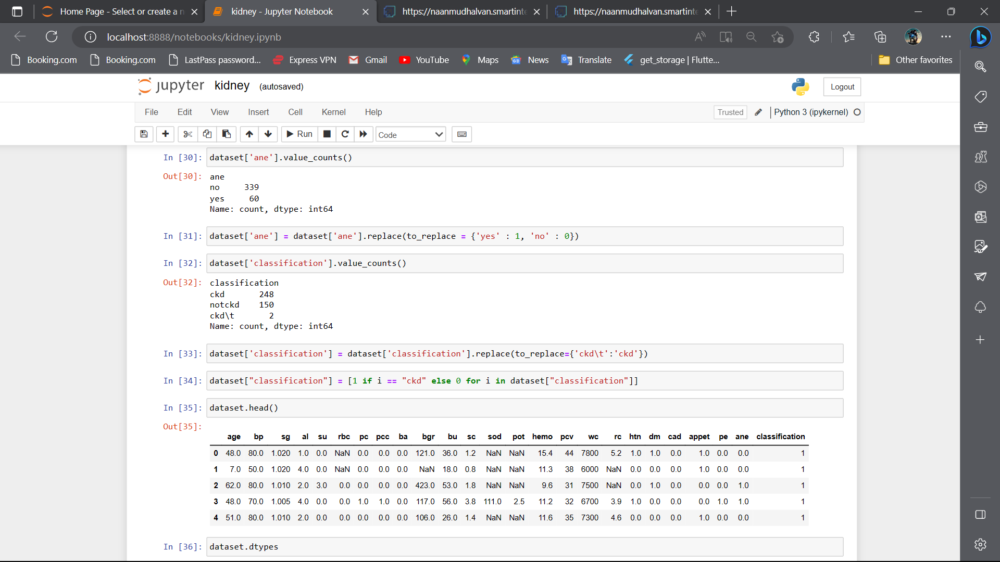 Home Page - Select or create a n
kidney - Jupyter Notebook
https://naanmudhalvan.smartinte
https://naanmudhalvan.smartinte
localhost:8888/notebooks/kidney.ipynb
Booking.com Booking.com LastPass password... Express VPN Gmail YouTube Maps News Translate get_storage | Flutte... Other favorites
jupyter kidney (autosaved) Logout
File Edit View Insert Cell Kernel Help Trusted Python 3 (ipykernel)
Run Code
In [30]: dataset['ane'].value_counts()
Out[30]: ane
no 339
yes 60
Name: count, dtype: int64
In [31]: dataset['ane'] = dataset['ane'].replace(to_replace = {'yes' : 1, 'no' : 0})
In [32]: dataset['classification'].value_counts()
Out[32]: classification
ckd 248
notckd 150
ckd\t 2
Name: count, dtype: int64
In [33]: dataset['classification'] = dataset['classification'].replace(to_replace={'ckd\t':'ckd'})
In [34]: dataset["classification"] = [1 if i == "ckd" else 0 for i in dataset["classification"]]
In [35]: dataset.head()
Out[35]:
age bp sg al su rbc pc pcc ba bgr bu sc sod pot hemo pcv wc rc htn dm cad appet pe ane classification
0 48.0 80.0 1.020 1.0 0.0 NaN 0.0 0.0 0.0 121.0 36.0 1.2 NaN NaN 15.4 44 7800 5.2 1.0 1.0 0.0 1.0 0.0 0.0 1
1 7.0 50.0 1.020 4.0 0.0 NaN 0.0 0.0 0.0 NaN 18.0 0.8 NaN NaN 11.3 38 6000 NaN 0.0 0.0 0.0 1.0 0.0 0.0 1
2 62.0 80.0 1.010 2.0 3.0 0.0 0.0 0.0 0.0 423.0 53.0 1.8 NaN NaN 9.6 31 7500 NaN 0.0 1.0 0.0 0.0 0.0 1.0 1
3 48.0 70.0 1.005 4.0 0.0 0.0 1.0 1.0 0.0 117.0 56.0 3.8 111.0 2.5 11.2 32 6700 3.9 1.0 0.0 0.0 0.0 1.0 1.0 1
4 51.0 80.0 1.010 2.0 0.0 0.0 0.0 0.0 0.0 106.0 26.0 1.4 NaN NaN 11.6 35 7300 4.6 0.0 0.0 0.0 1.0 0.0 0.0 1
In [36]: dataset.dtypes